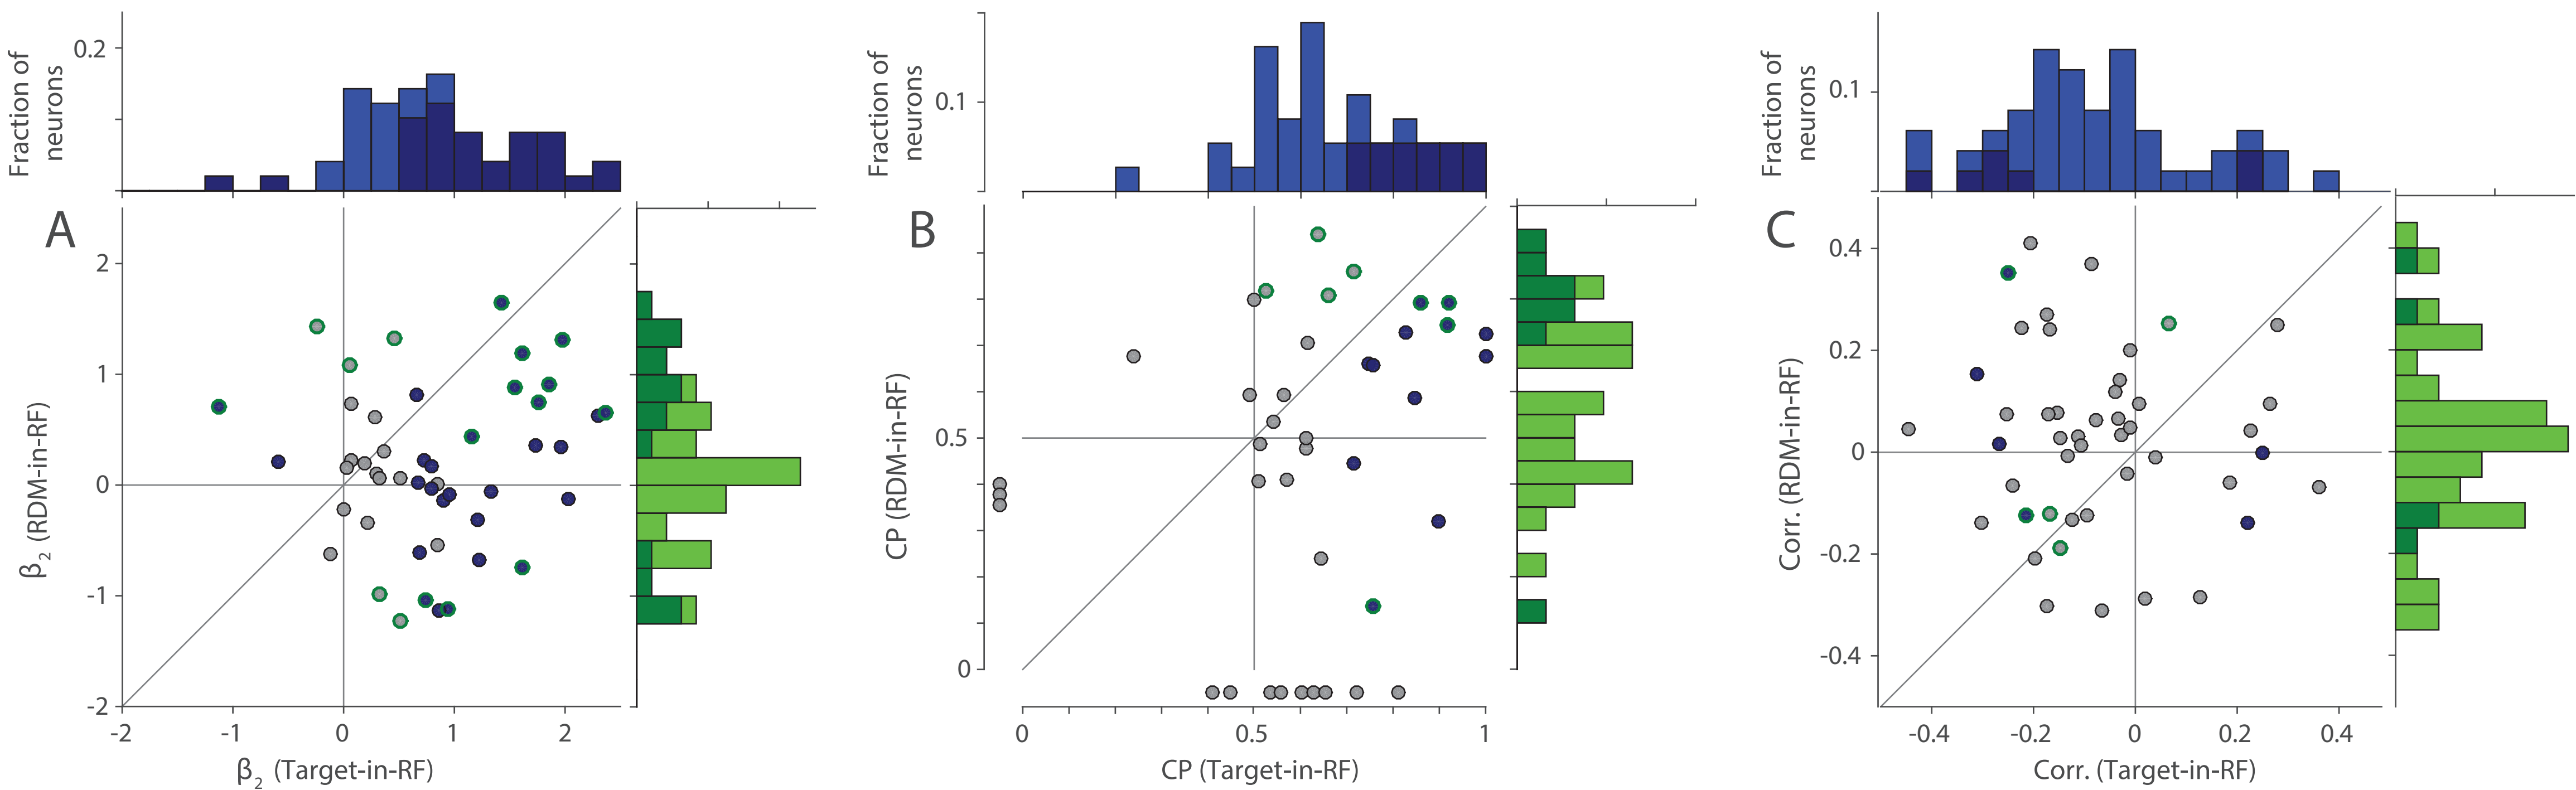 Fraction of
neurons
0.2
A
2
1
0
-1
-2
β2 (RDM-in-RF)
-2
-1
0
1
2
β2 (Target-in-RF)
Fraction of
neurons
0.1
B
0.5
0
CP (RDM-in-RF)
0
0.5
1
CP (Target-in-RF)
Fraction of
neurons
0.1
C
0.4
0.2
0
-0.2
-0.4
Corr. (RDM-in-RF)
-0.4
-0.2
0
0.2
0.4
Corr. (Target-in-RF)